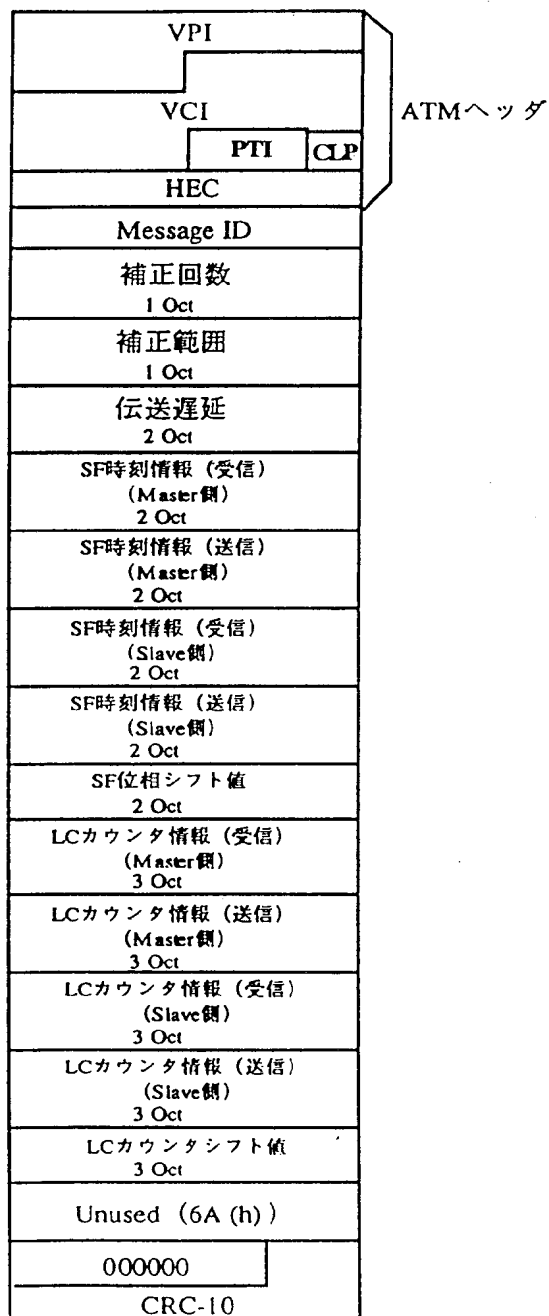 VPI
VCI
PTI
CLP
HEC
ATMヘッダ
Message ID
補正回数
1 Oct
補正範囲
1 Oct
伝送遅延
2 Oct
SF時刻情報（受信）
(Master側)
2 Oct
SF時刻情報（送信）
(Master側)
2 Oct
SF時刻情報（受信）
(Slave側)
2 Oct
SF時刻情報（送信）
(Slave側)
2 Oct
SF位相シフト値
2 Oct
LCカウンタ情報（受信）
(Master側)
3 Oct
LCカウンタ情報（送信）
(Master側)
3 Oct
LCカウンタ情報（受信）
(Slave側)
3 Oct
LCカウンタ情報（送信）
(Slave側)
3 Oct
LCカウンタシフト値
3 Oct
Unused（6A (h)）
000000
CRC-10